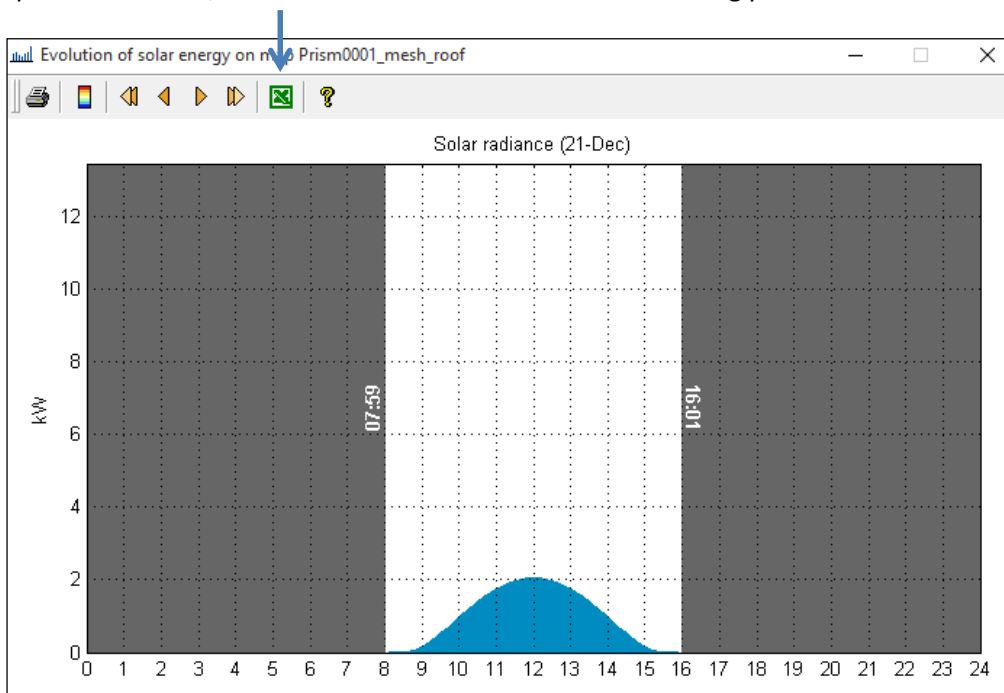 Evolution of solar energy on map Prism0001_mesh_roof
Solar radiance (21-Dec)
12
10
8
6
4
2
0
kW
07:59
16:01
0 1 2 3 4 5 6 7 8 9 10 11 12 13 14 15 16 17 18 19 20 21 22 23 24